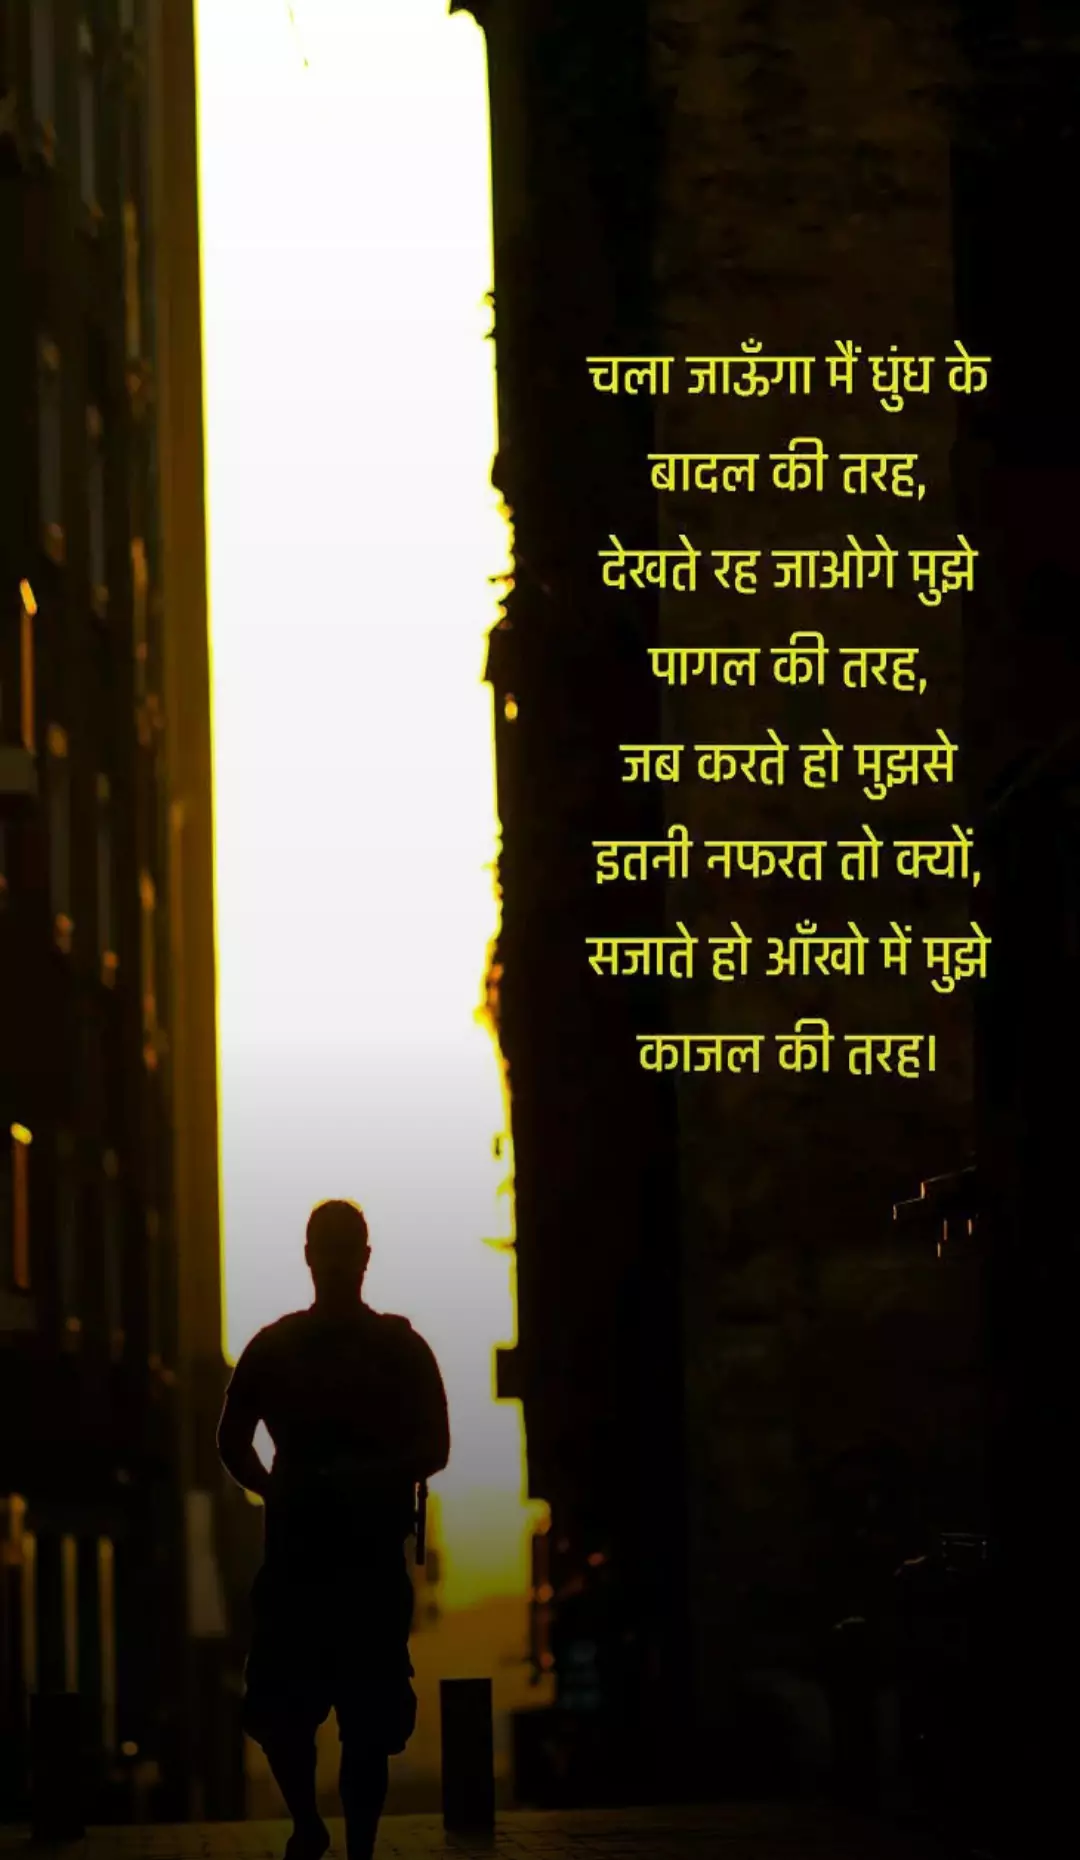 चला जाऊँगा मैं धुंध के
बादल की तरह,
देखते रह जाओगे मुझे
पागल की तरह,
जब करते हो मुझसे
इतनी नफरत तो क्यों,
सजाते हो आँखो में मुझे
काजल की तरह।